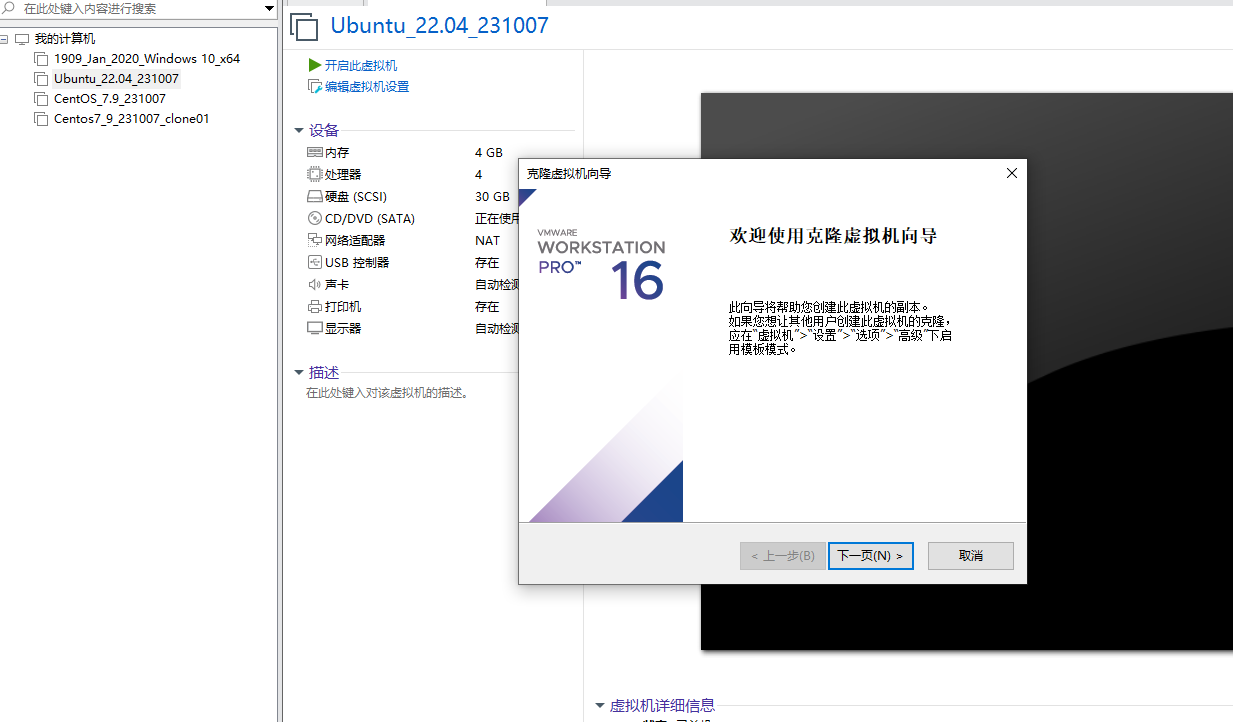 在此处键入内容进行搜索
我的计算机
1909_Jan_2020_Windows 10_x64
Ubuntu_22.04_231007
CentOS_7.9_231007
Centos7_9_231007_clone01
Ubuntu_22.04_231007
开启此虚拟机
编辑虚拟机设置
设备
内存 4 GB
处理器 4
硬盘 (SCSI) 30 GB
CD/DVD (SATA) 正在使用
网络适配器 NAT
USB 控制器 存在
声卡 自动检测
打印机 存在
显示器 自动检测
描述
在此处键入对该虚拟机的描述。
克隆虚拟机向导
VMWARE
WORKSTATION
PRO™ 16
欢迎使用克隆虚拟机向导
此向导将帮助您创建此虚拟机的副本。
如果您想让其他用户创建此虚拟机的克隆，
应在“虚拟机”>“设置”>“选项”>“高级”下启
用模板模式。
< 上一步(B) 下一页(N) > 取消
虚拟机详细信息